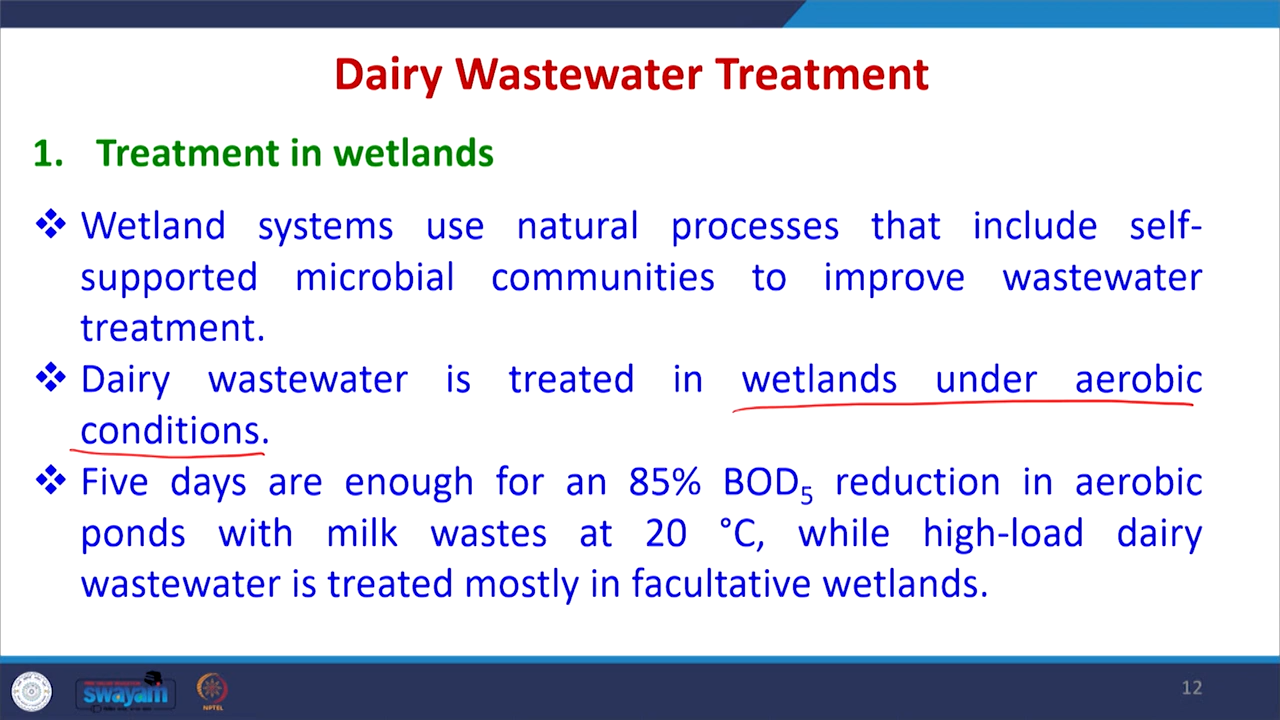 Dairy Wastewater Treatment
1. Treatment in wetlands
❖ Wetland systems use natural processes that include self-
supported microbial communities to improve wastewater
treatment.
❖ Dairy wastewater is treated in wetlands under aerobic
conditions.
❖ Five days are enough for an 85% BOD₅ reduction in aerobic
ponds with milk wastes at 20 °C, while high-load dairy
wastewater is treated mostly in facultative wetlands.
swayam
NPTEL
12